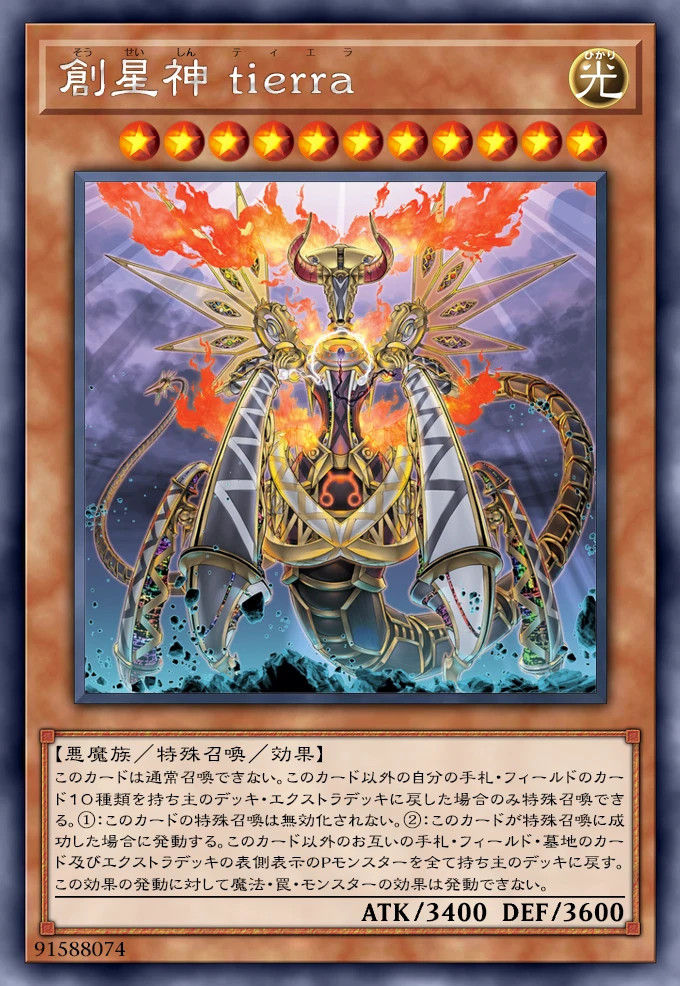 そう せい しん ティエラ
創星神 tierra
ひかり
光
【悪魔族／特殊召喚／効果】
このカードは通常召喚できない。このカード以外の自分の手札・フィールドのカー
ド10種類を持ち主のデッキ・エクストラデッキに戻した場合のみ特殊召喚でき
る。①：このカードの特殊召喚は無効化されない。②：このカードが特殊召喚に成
功した場合に発動する。このカード以外のお互いの手札・フィールド・墓地のカー
ド及びエクストラデッキの表側表示のPモンスターを全て持ち主のデッキに戻す。
この効果の発動に対して魔法・罠・モンスターの効果は発動できない。
ATK/3400 DEF/3600
91588074